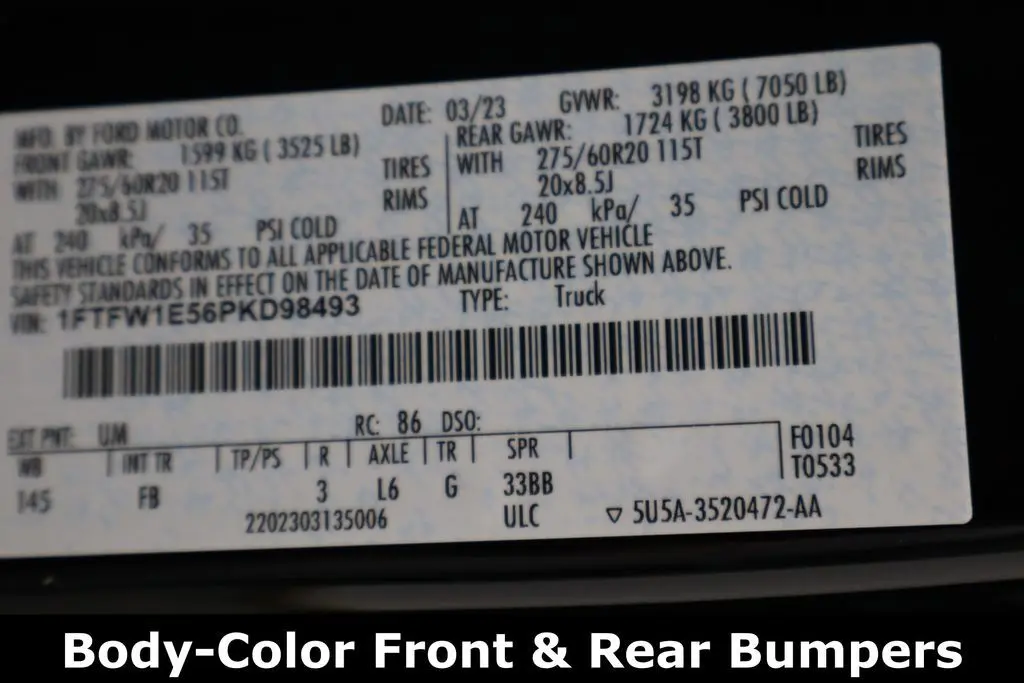 MFD. BY FORD MOTOR CO. DATE: 03/23 GVWR: 3198 KG ( 7050 LB)
FRONT GAWR: 1599 KG ( 3525 LB) REAR GAWR: 1724 KG ( 3800 LB)
WITH 275/60R20 115T TIRES WITH 275/60R20 115T TIRES
20x8.5J RIMS 20x8.5J RIMS
AT 240 kPa/ 35 PSI COLD AT 240 kPa/ 35 PSI COLD
THIS VEHICLE CONFORMS TO ALL APPLICABLE FEDERAL MOTOR VEHICLE
SAFETY STANDARDS IN EFFECT ON THE DATE OF MANUFACTURE SHOWN ABOVE.
VIN: 1FTFW1E56PKD98493 TYPE: Truck
EXT PNT: UM RC: 86 DSO:
WB INT TR TP/PS R AXLE TR SPR F0104
145 FB 3 L6 G 33BB T0533
2202303135006 ULC ▽ 5U5A-3520472-AA
Body-Color Front & Rear Bumpers